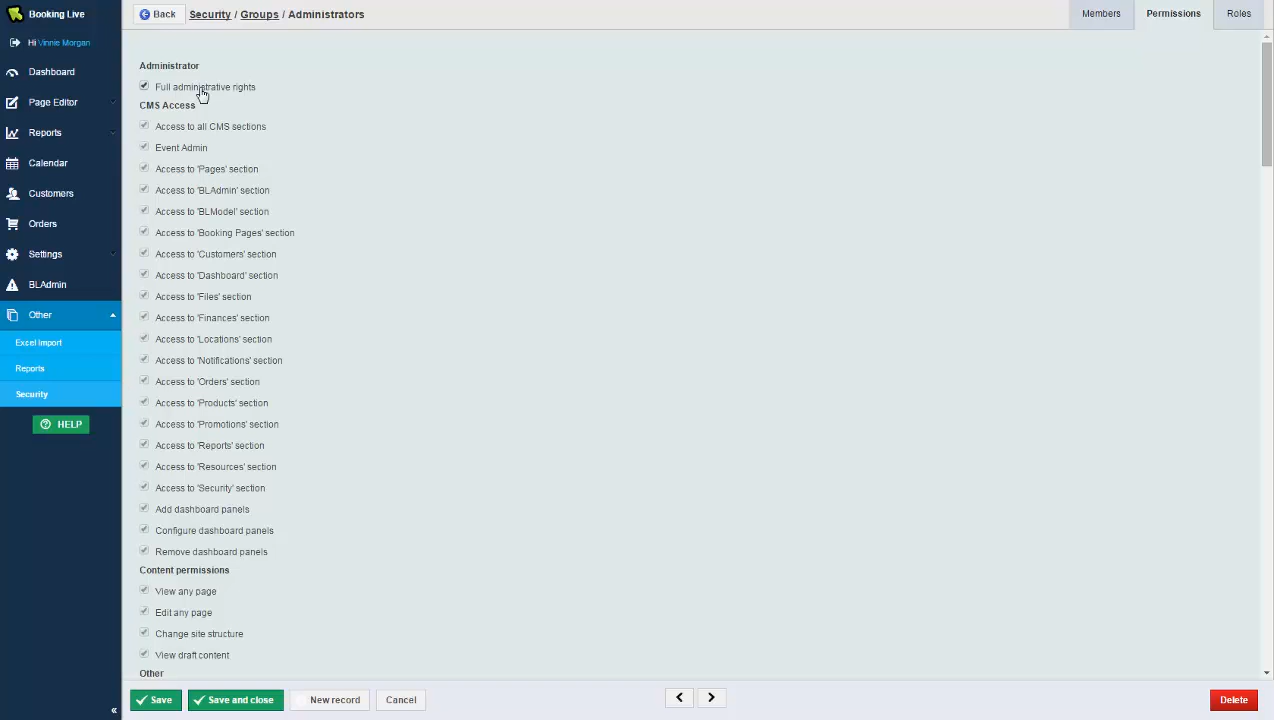 Booking Live
Back
Security / Groups / Administrators
Members
Permissions
Roles
Hi Vinnie Morgan
Dashboard
Page Editor
Reports
Calendar
Customers
Orders
Settings
BLAdmin
Other
Excel Import
Reports
Security
HELP
«
Administrator
Full administrative rights
CMS Access
Access to all CMS sections
Event Admin
Access to 'Pages' section
Access to 'BLAdmin' section
Access to 'BLModel' section
Access to 'Booking Pages' section
Access to 'Customers' section
Access to 'Dashboard' section
Access to 'Files' section
Access to 'Finances' section
Access to 'Locations' section
Access to 'Notifications' section
Access to 'Orders' section
Access to 'Products' section
Access to 'Promotions' section
Access to 'Reports' section
Access to 'Resources' section
Access to 'Security' section
Add dashboard panels
Configure dashboard panels
Remove dashboard panels
Content permissions
View any page
Edit any page
Change site structure
View draft content
Other
Save
Save and close
New record
Cancel
Delete